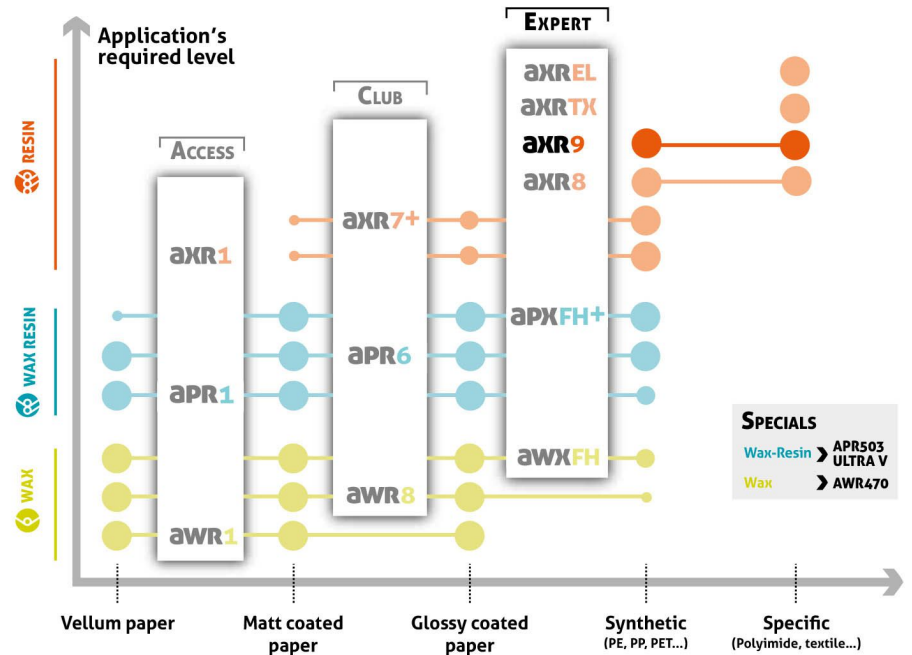 Application's
required level
EXPERT
CLUB
ACCESS
RESIN
WAX RESIN
WAX
aXREL
aXRTX
aXR9
aXR8
aXR7+
aXR1
aPXFH+
aPR6
aPR1
aWXFH
aWR8
aWR1
SPECIALS
Wax-Resin > APR503
ULTRA V
Wax > AWR470
Vellum paper
Matt coated
paper
Glossy coated
paper
Synthetic
(PE, PP, PET...)
Specific
(Polyimide, textile...)